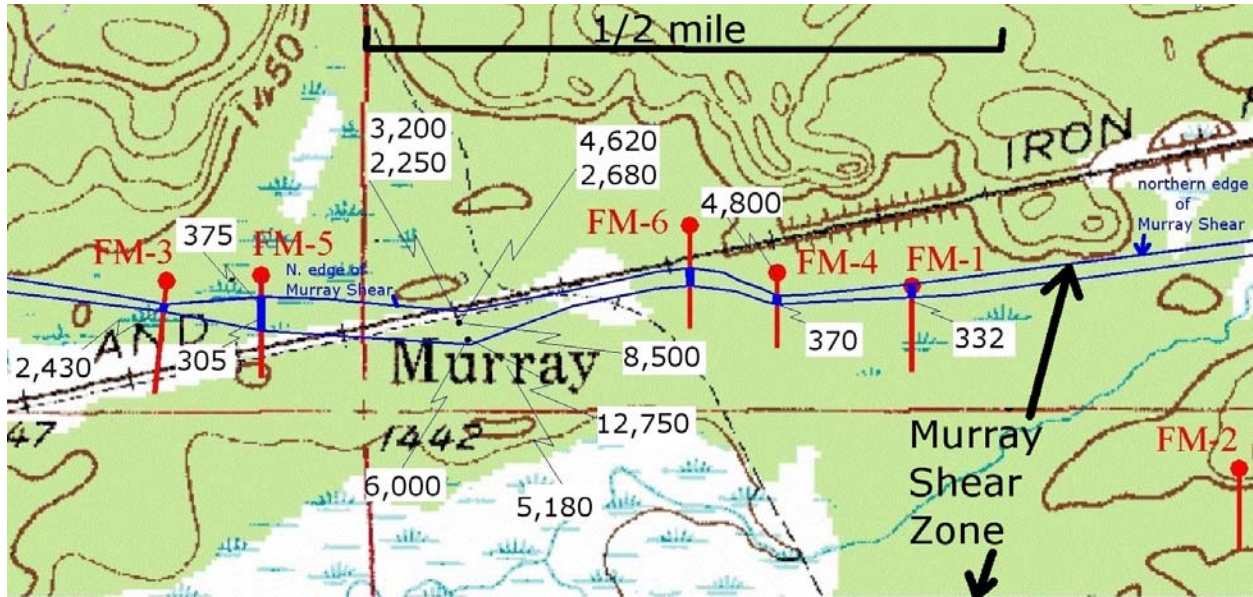 1/2 mile
1450
3,200
2,250
4,620
2,680
IRON
northern edge
of
Murray Shear
FM-6
4,800
375
FM-3
FM-5
N. edge of
Murray Shear
FM-4
FM-1
AND
2,430
305
Murray
8,500
370
332
47
1442
12,750
6,000
5,180
Murray
Shear
Zone
FM-2